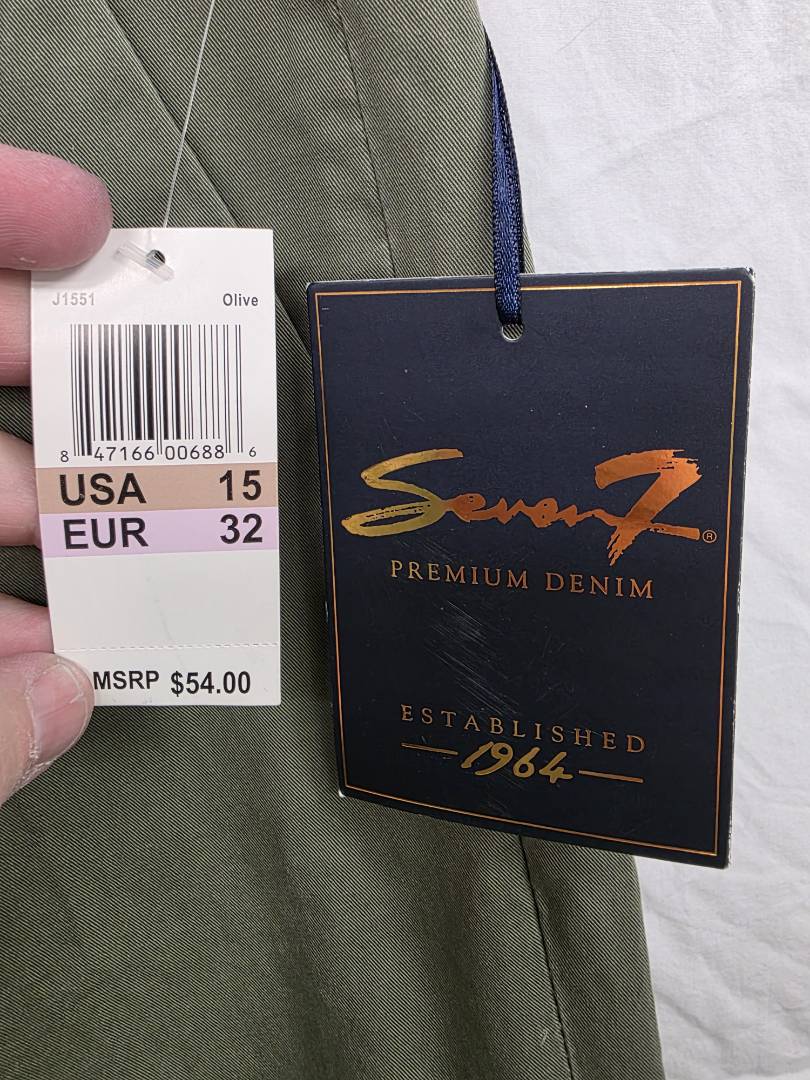 J1551 Olive
8 47166 00688 6
USA 15
EUR 32
MSRP $54.00
Seven7®
PREMIUM DENIM
ESTABLISHED
1964